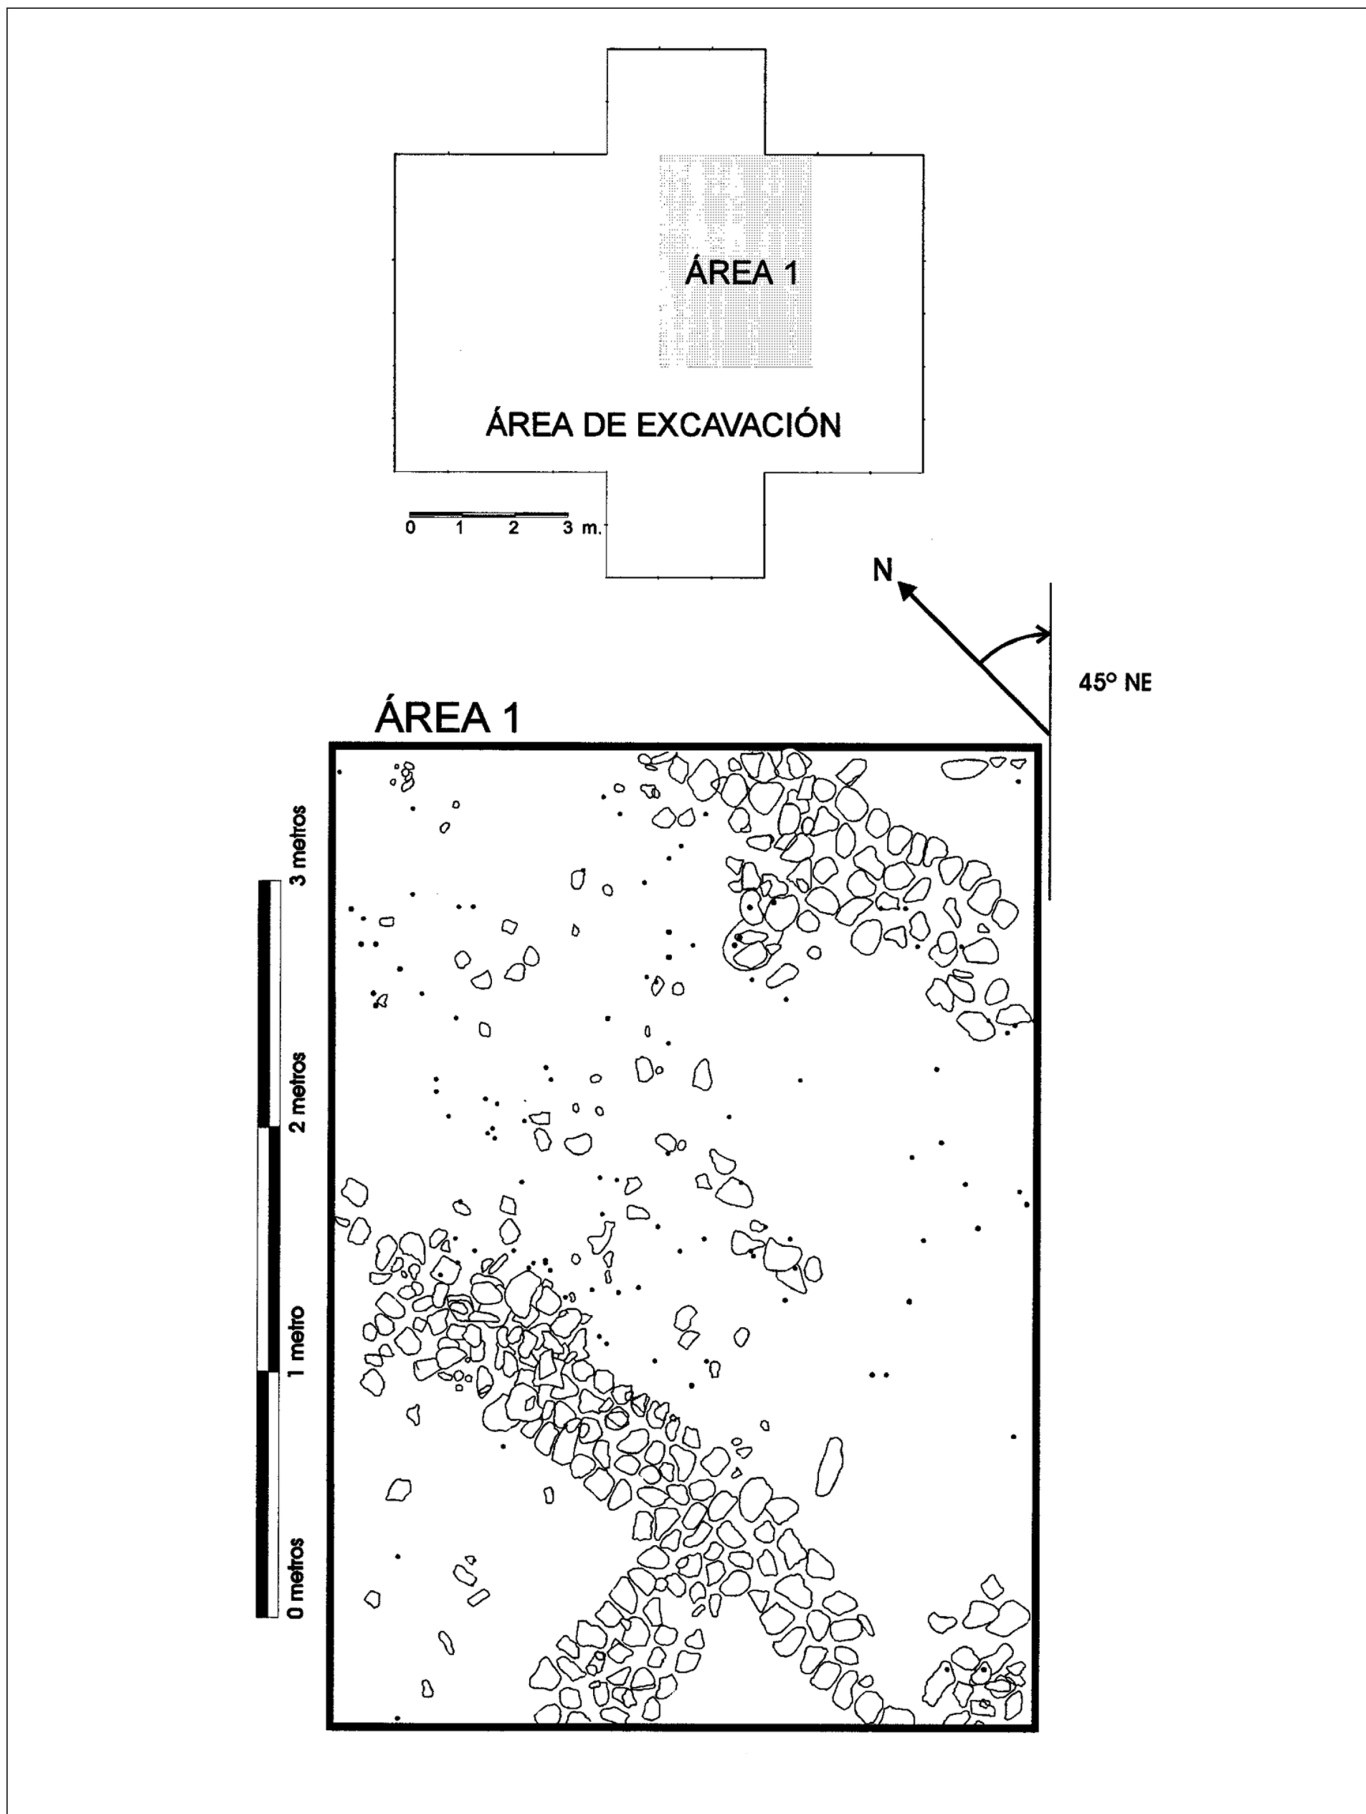 ÁREA 1
ÁREA DE EXCAVACIÓN
0 1 2 3 m.
N
45º NE
ÁREA 1
3 metros
2 metros
1 metro
0 metros